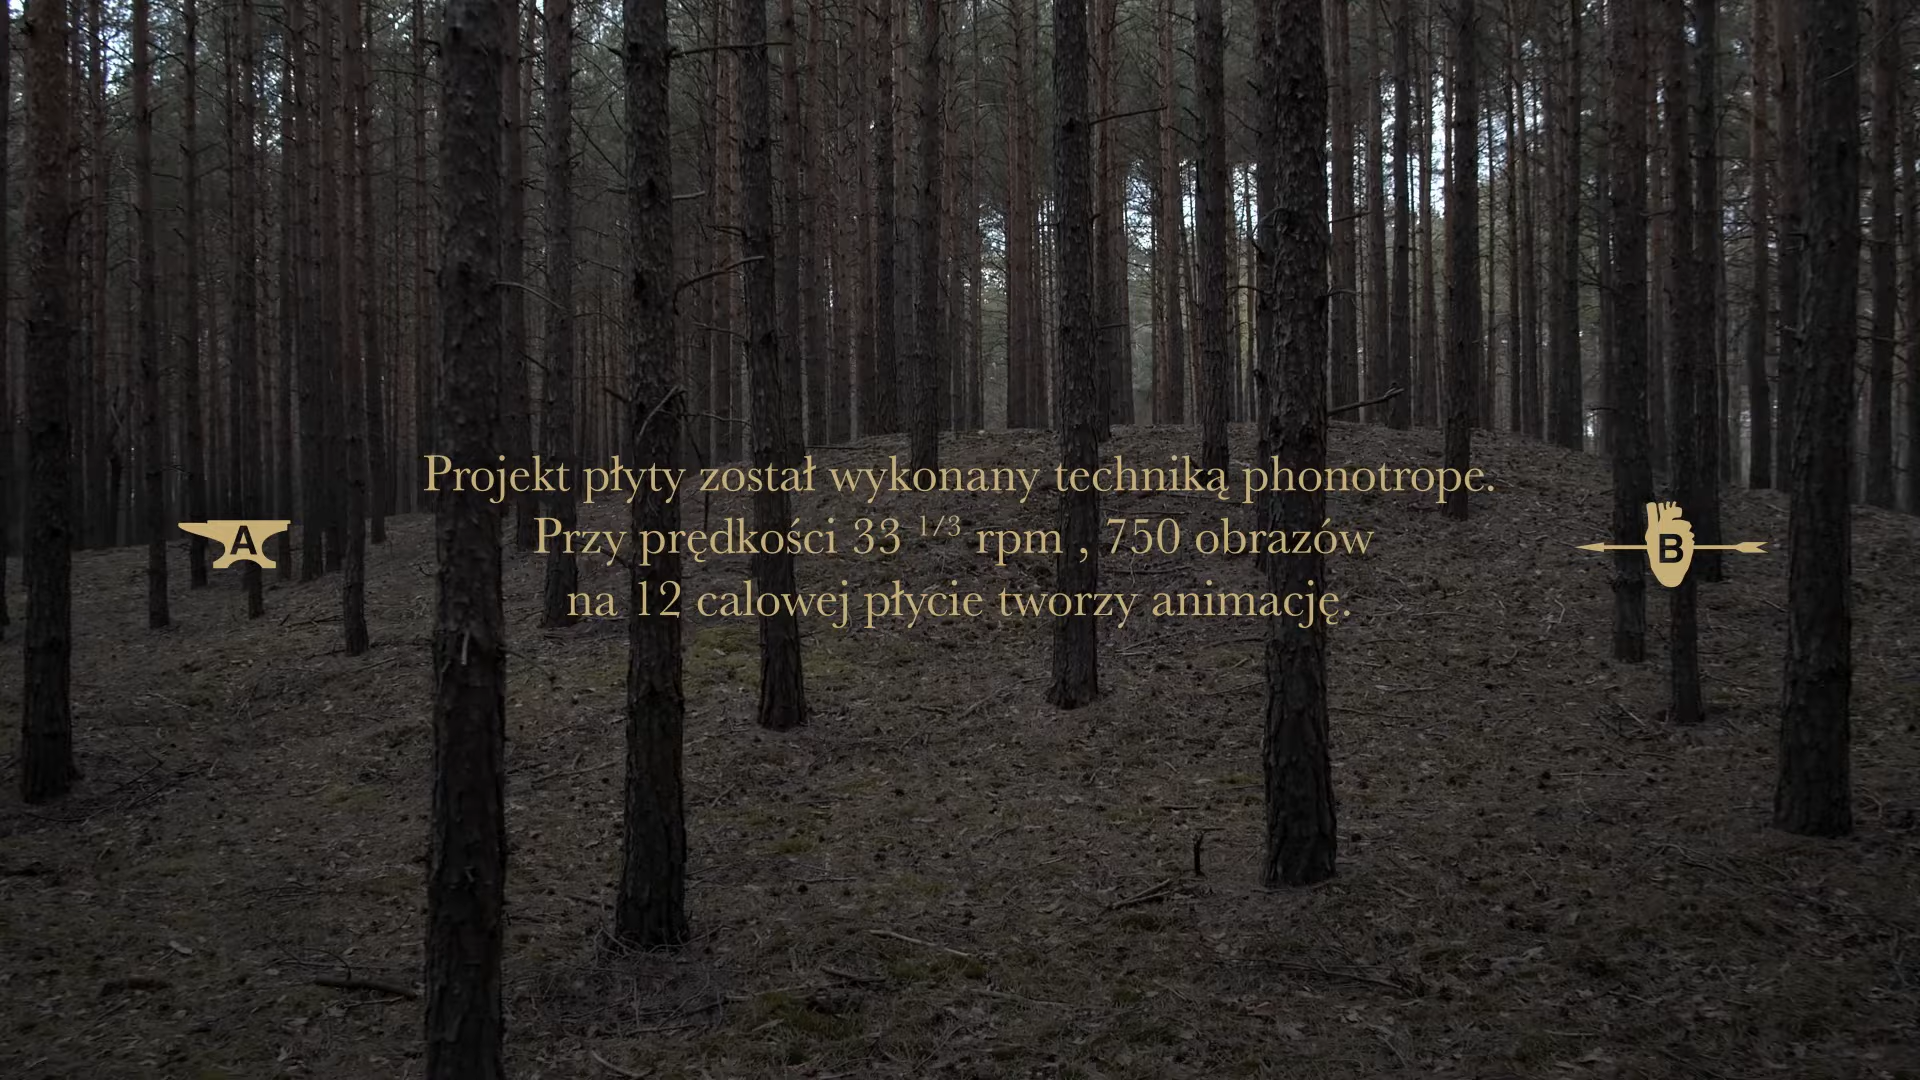 Projekt płyty został wykonany techniką phonotrope.
Przy prędkości 33 1/3 rpm , 750 obrazów
na 12 calowej płycie tworzy animację.
A
B